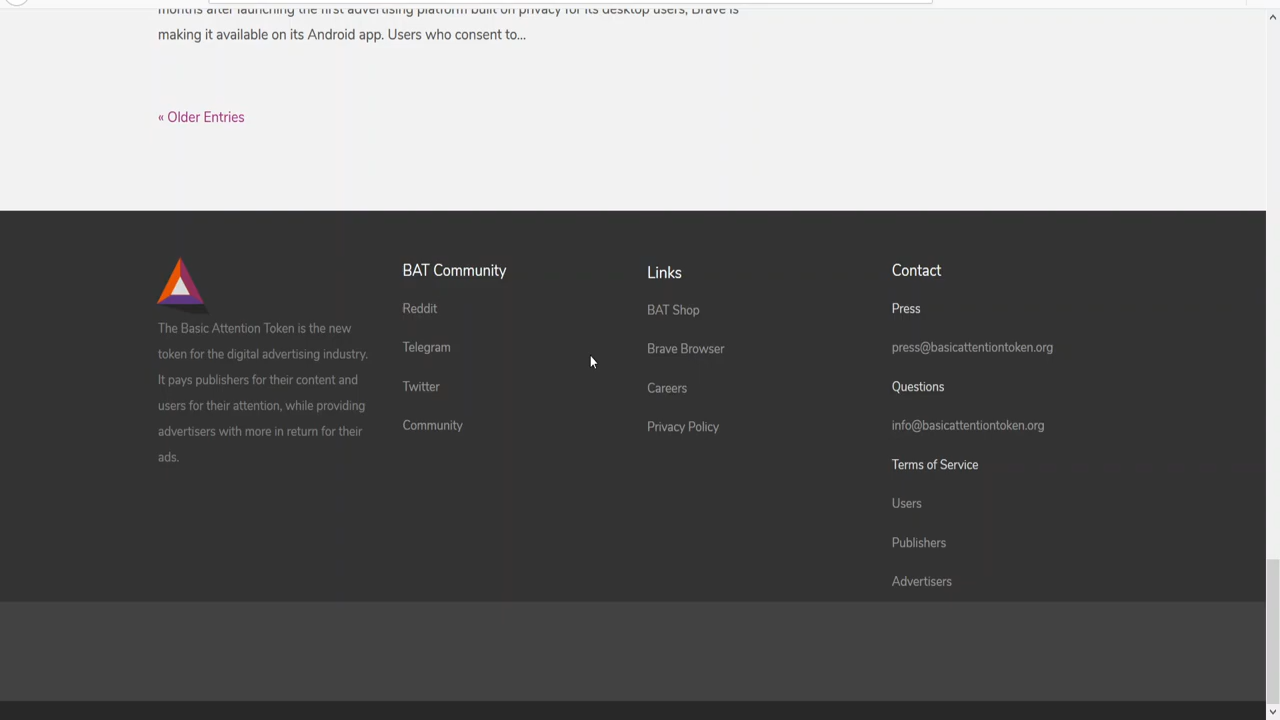 months after launching the first advertising platform built on privacy for its desktop users, Brave is
making it available on its Android app. Users who consent to...
« Older Entries
The Basic Attention Token is the new
token for the digital advertising industry.
It pays publishers for their content and
users for their attention, while providing
advertisers with more in return for their
ads.
BAT Community
Reddit
Telegram
Twitter
Community
Links
BAT Shop
Brave Browser
Careers
Privacy Policy
Contact
Press
press@basicattentiontoken.org
Questions
info@basicattentiontoken.org
Terms of Service
Users
Publishers
Advertisers